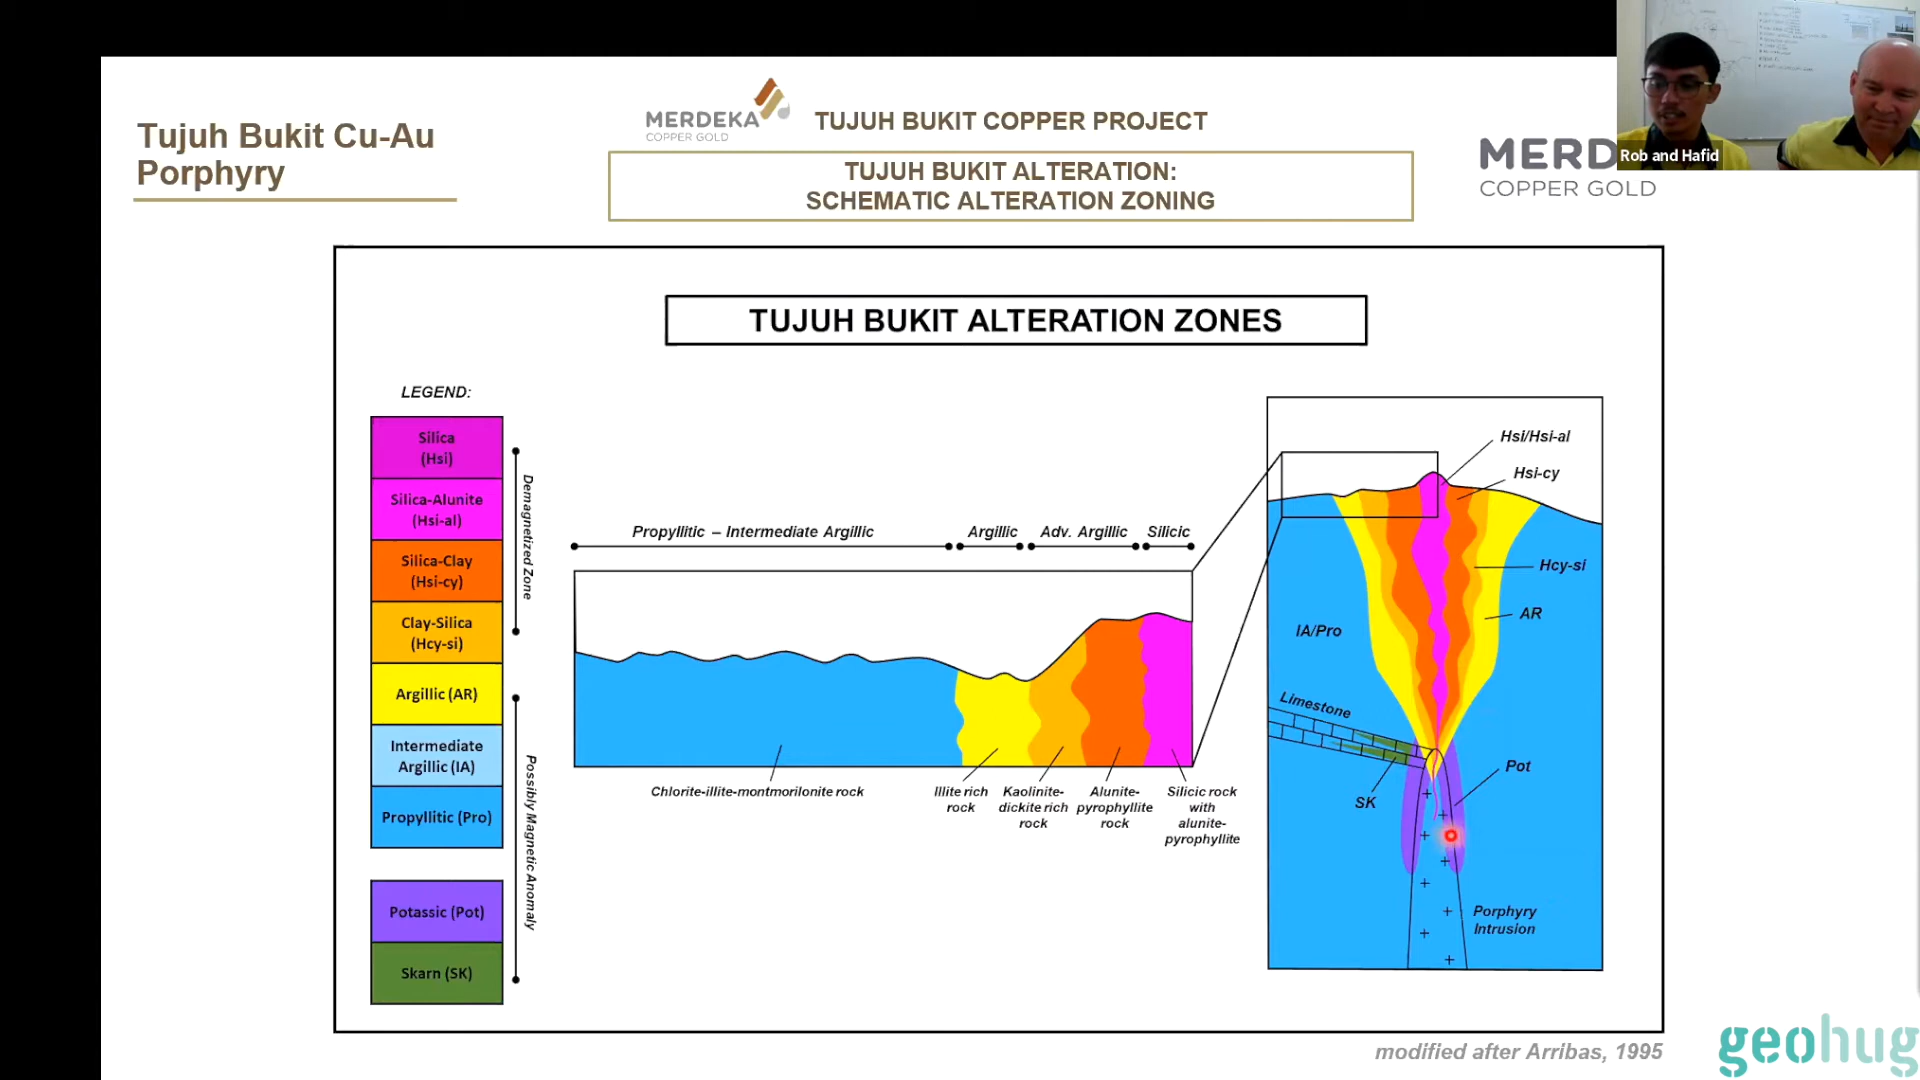 Tujuh Bukit Cu-Au
Porphyry
MERDEKA
COPPER GOLD
TUJUH BUKIT COPPER PROJECT
TUJUH BUKIT ALTERATION:
SCHEMATIC ALTERATION ZONING
MERD
COPPER GOLD
Rob and Hafid
TUJUH BUKIT ALTERATION ZONES
LEGEND:
Silica
(Hsi)
Silica-Alunite
(Hsi-al)
Silica-Clay
(Hsi-cy)
Clay-Silica
(Hcy-si)
Argillic (AR)
Intermediate
Argillic (IA)
Propyllitic (Pro)
Potassic (Pot)
Skarn (SK)
Demagnetized Zone
Possibly Magnetic Anomaly
Propyllitic – Intermediate Argillic
Argillic
Adv. Argillic
Silicic
Chlorite-illite-montmorilonite rock
Illite rich
rock
Kaolinite-
dickite rich
rock
Alunite-
pyrophyllite
rock
Silicic rock
with
alunite-
pyrophyllite
Hsi/Hsi-al
Hsi-cy
Hcy-si
AR
IA/Pro
Limestone
SK
Pot
Porphyry
Intrusion
modified after Arribas, 1995
geohug